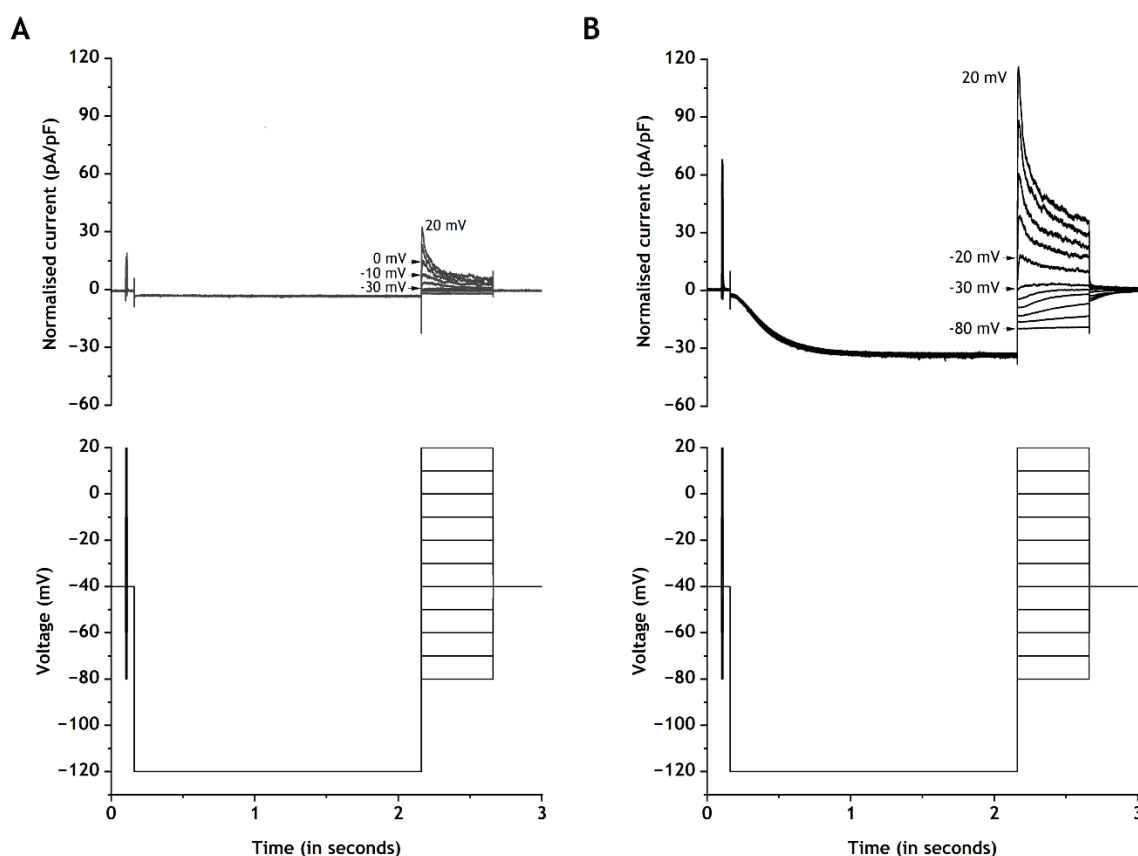 A
B
120
90
60
30
0
−30
−60
Normalised current (pA/pF)
20 mV
0 mV
-10 mV
-30 mV
120
90
60
30
0
−30
−60
Normalised current (pA/pF)
20 mV
-20 mV
-30 mV
-80 mV
20
0
−20
−40
−60
−80
−100
−120
Voltage (mV)
0
1
2
3
Time (in seconds)
20
0
−20
−40
−60
−80
−100
−120
Voltage (mV)
0
1
2
3
Time (in seconds)